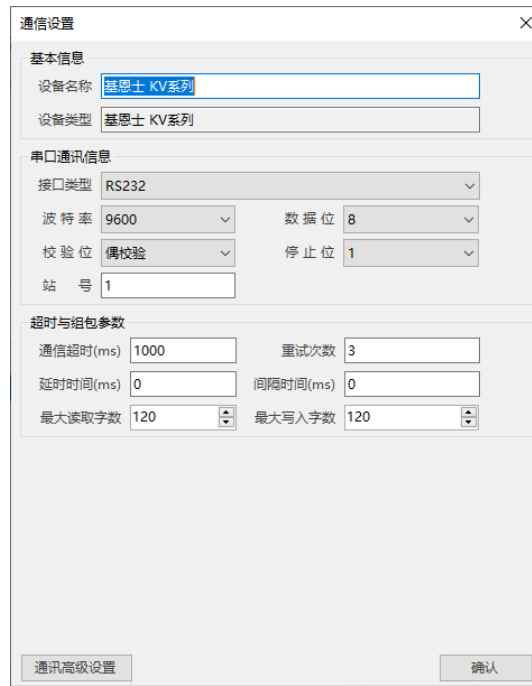 通信设置
基本信息
设备名称 基恩士 KV系列
设备类型 基恩士 KV系列
串口通讯信息
接口类型 RS232
波特率 9600 数据位 8
校验位 偶校验 停止位 1
站 号 1
超时与组包参数
通信超时(ms) 1000 重试次数 3
延时时间(ms) 0 间隔时间(ms) 0
最大读取字数 120 最大写入字数 120
通讯高级设置 确认